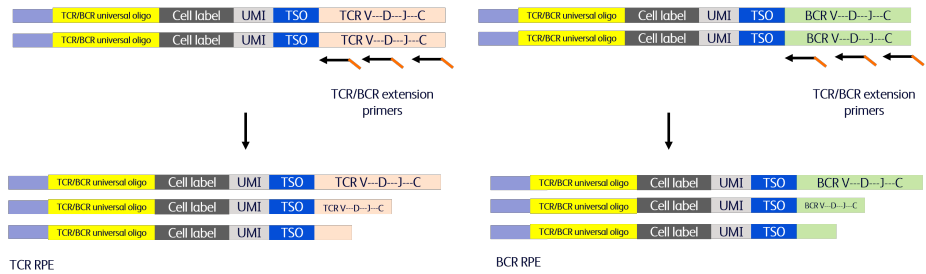 TCR/BCR universal oligo Cell label UMI TSO TCR V---D---J---C
TCR/BCR universal oligo Cell label UMI TSO TCR V---D---J---C
TCR/BCR extension
primers
TCR/BCR universal oligo Cell label UMI TSO TCR V---D---J---C
TCR/BCR universal oligo Cell label UMI TSO TCR V---D---J---C
TCR/BCR universal oligo Cell label UMI TSO
TCR RPE
TCR/BCR universal oligo Cell label UMI TSO BCR V---D---J---C
TCR/BCR universal oligo Cell label UMI TSO BCR V---D---J---C
TCR/BCR extension
primers
TCR/BCR universal oligo Cell label UMI TSO BCR V---D---J---C
TCR/BCR universal oligo Cell label UMI TSO BCR V---D---J---C
TCR/BCR universal oligo Cell label UMI TSO
BCR RPE